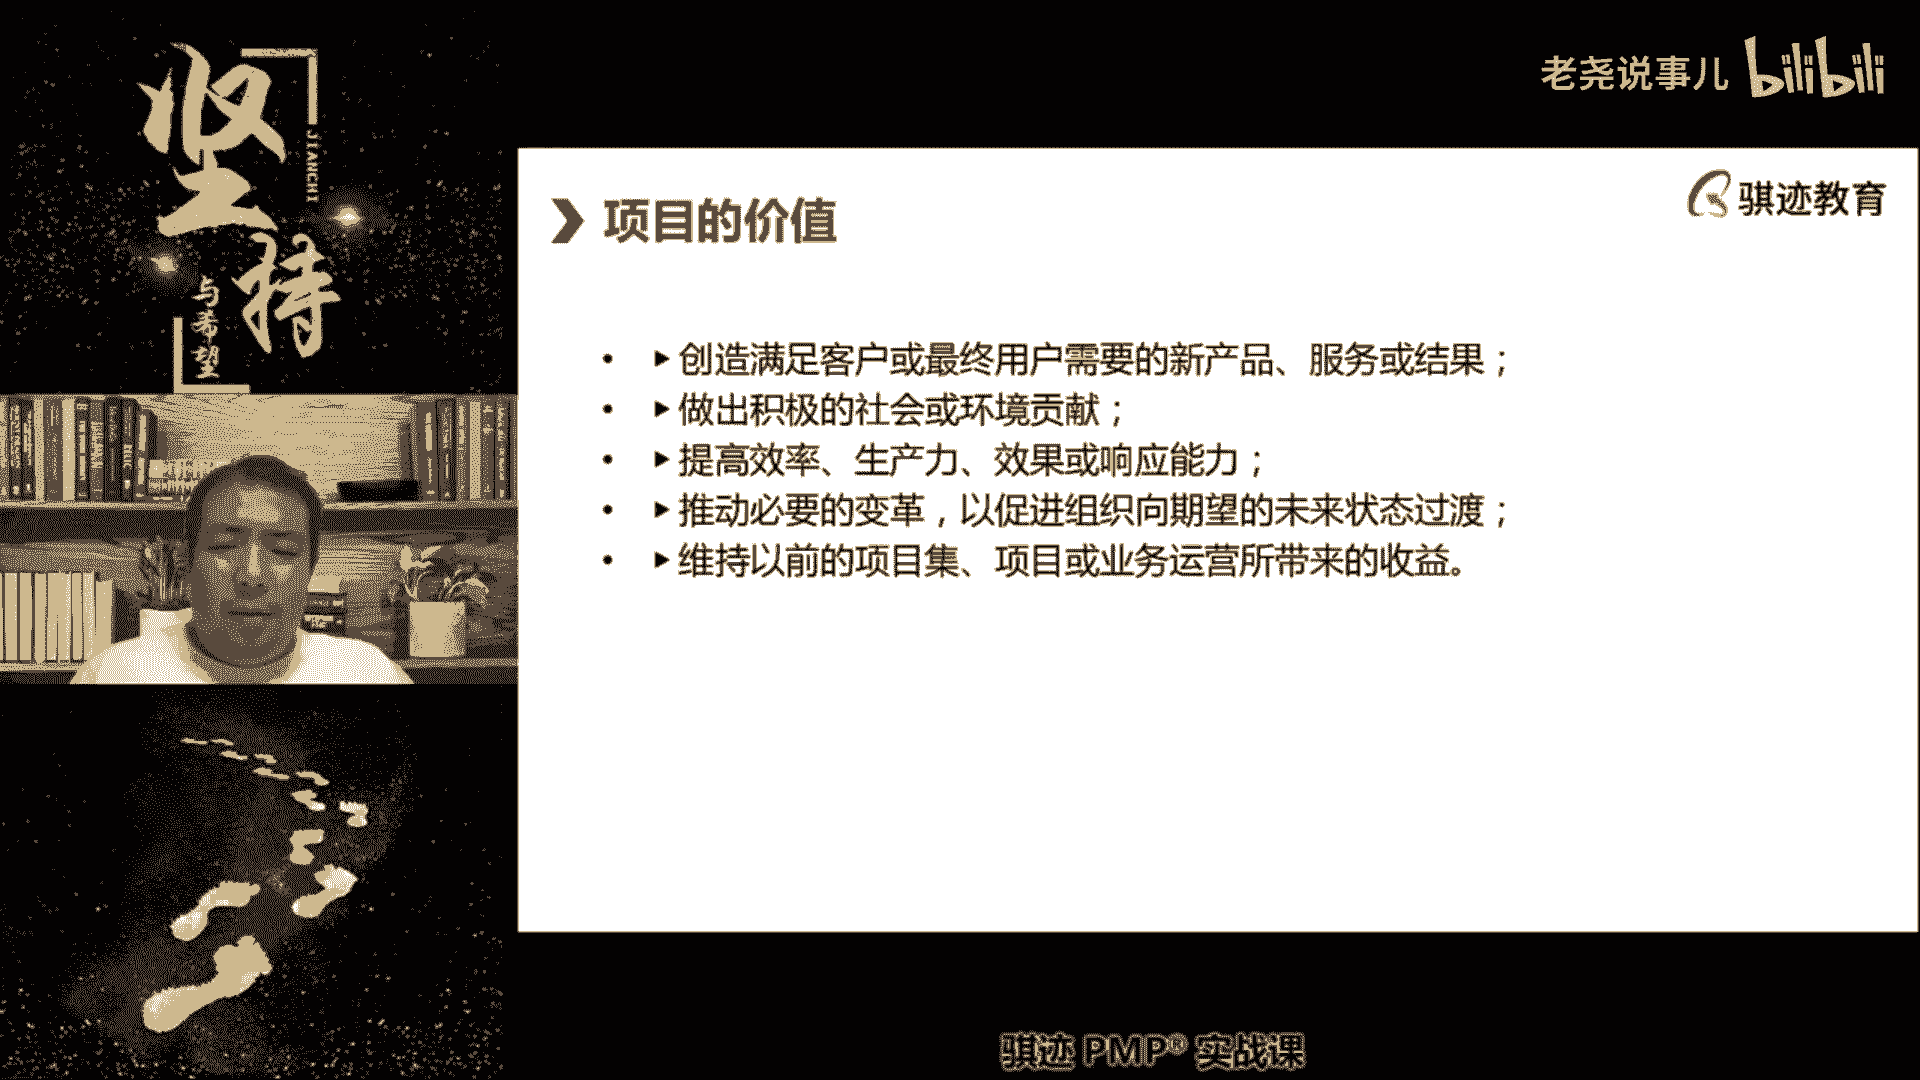 坚持
JIANCHI
与希望
老尧说事儿 bilibili
骐迹教育
项目的价值
• ▶创造满足客户或最终用户需要的新产品、服务或结果；
• ▶做出积极的社会或环境贡献；
• ▶提高效率、生产力、效果或响应能力；
• ▶推动必要的变革，以促进组织向期望的未来状态过渡；
• ▶维持以前的项目集、项目或业务运营所带来的收益。
骐迹 PMP® 实战课